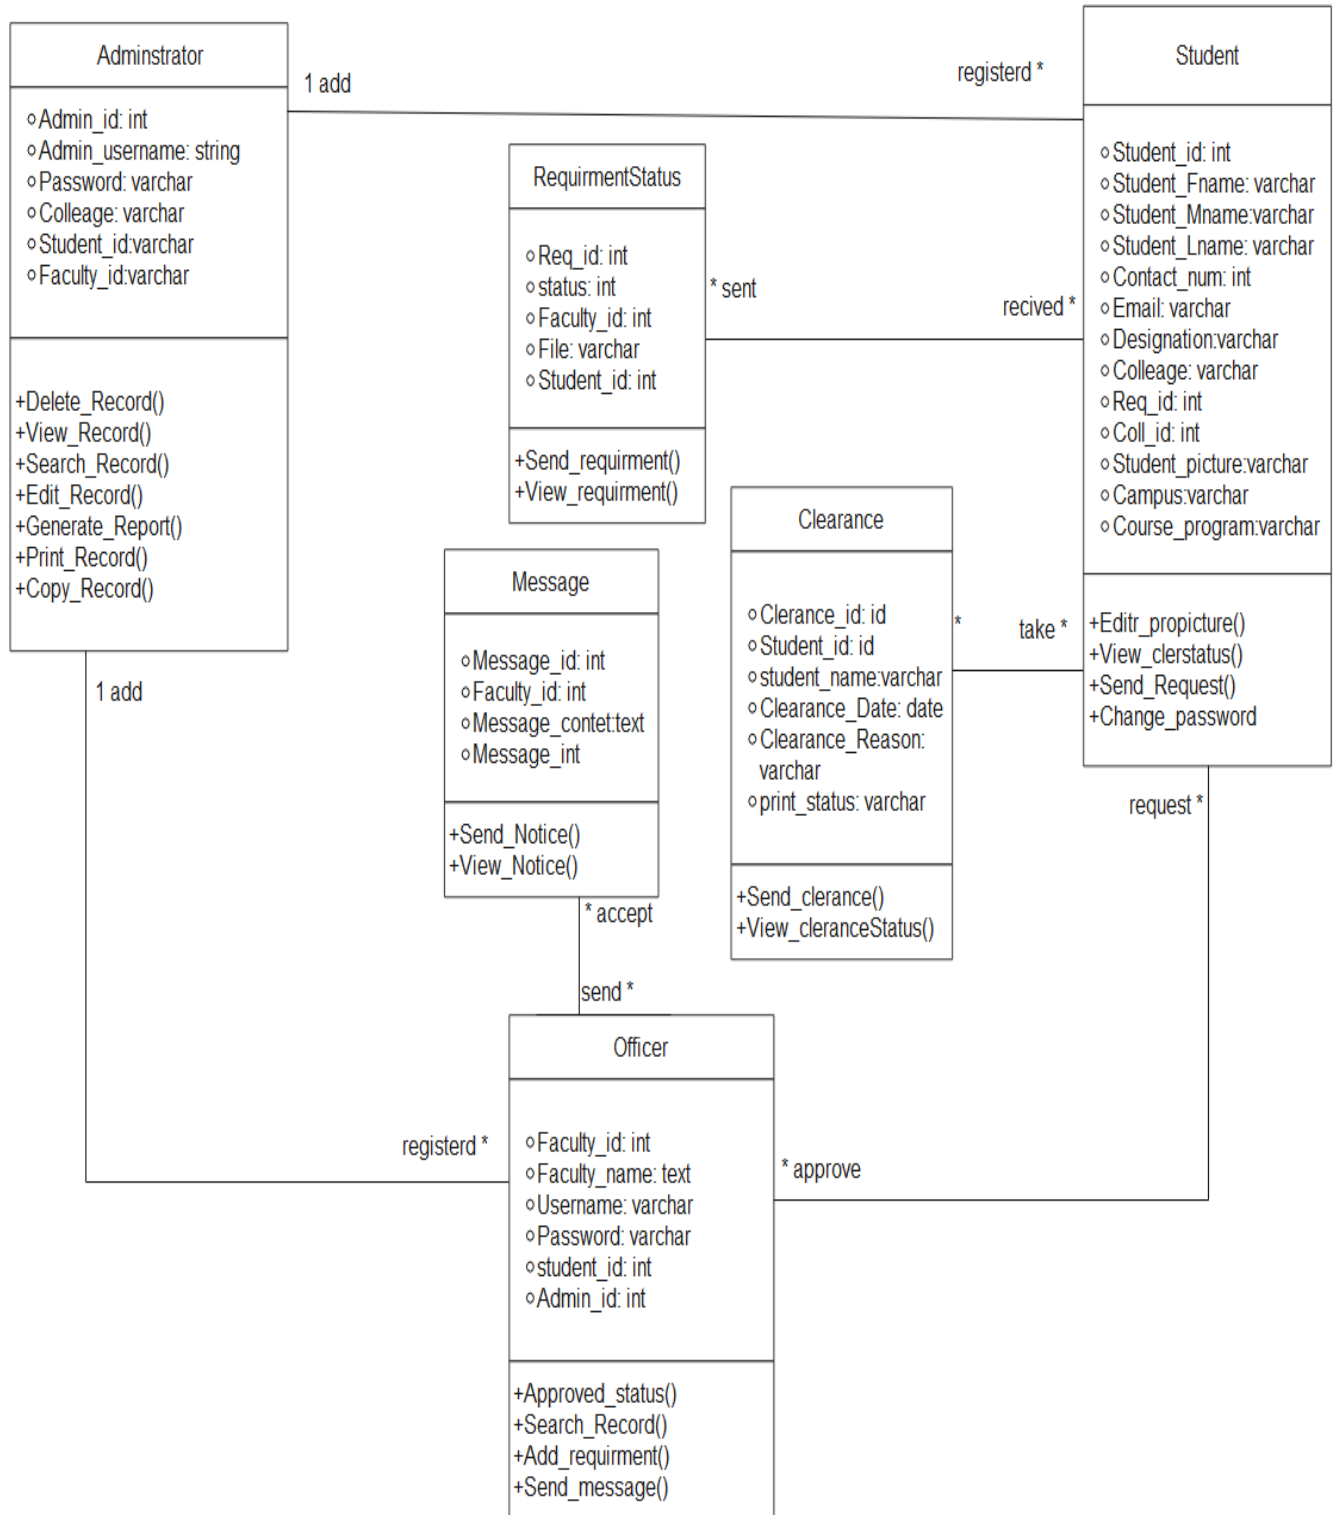 Adminstrator
Admin_id: int
Admin_username: string
Password: varchar
Colleage: varchar
Student_id:varchar
Faculty_id:varchar
+Delete_Record()
+View_Record()
+Search_Record()
+Edit_Record()
+Generate_Report()
+Print_Record()
+Copy_Record()
1 add
registerd *
Student
Student_id: int
Student_Fname: varchar
Student_Mname:varchar
Student_Lname: varchar
Contact_num: int
Email: varchar
Designation:varchar
Colleage: varchar
Req_id: int
Coll_id: int
Student_picture:varchar
Campus:varchar
Course_program:varchar
+Editr_propicture()
+View_clerstatus()
+Send_Request()
+Change_password
RequirmentStatus
Req_id: int
status: int
Faculty_id: int
File: varchar
Student_id: int
+Send_requirment()
+View_requirment()
* sent
recived *
Clearance
Clerance_id: id
Student_id: id
student_name:varchar
Clearance_Date: date
Clearance_Reason:
varchar
print_status: varchar
+Send_clerance()
+View_cleranceStatus()
*
take *
Message
Message_id: int
Faculty_id: int
Message_contet:text
Message_int
+Send_Notice()
+View_Notice()
* accept
send *
1 add
registerd *
request *
* approve
Officer
Faculty_id: int
Faculty_name: text
Username: varchar
Password: varchar
student_id: int
Admin_id: int
+Approved_status()
+Search_Record()
+Add_requirment()
+Send_message()